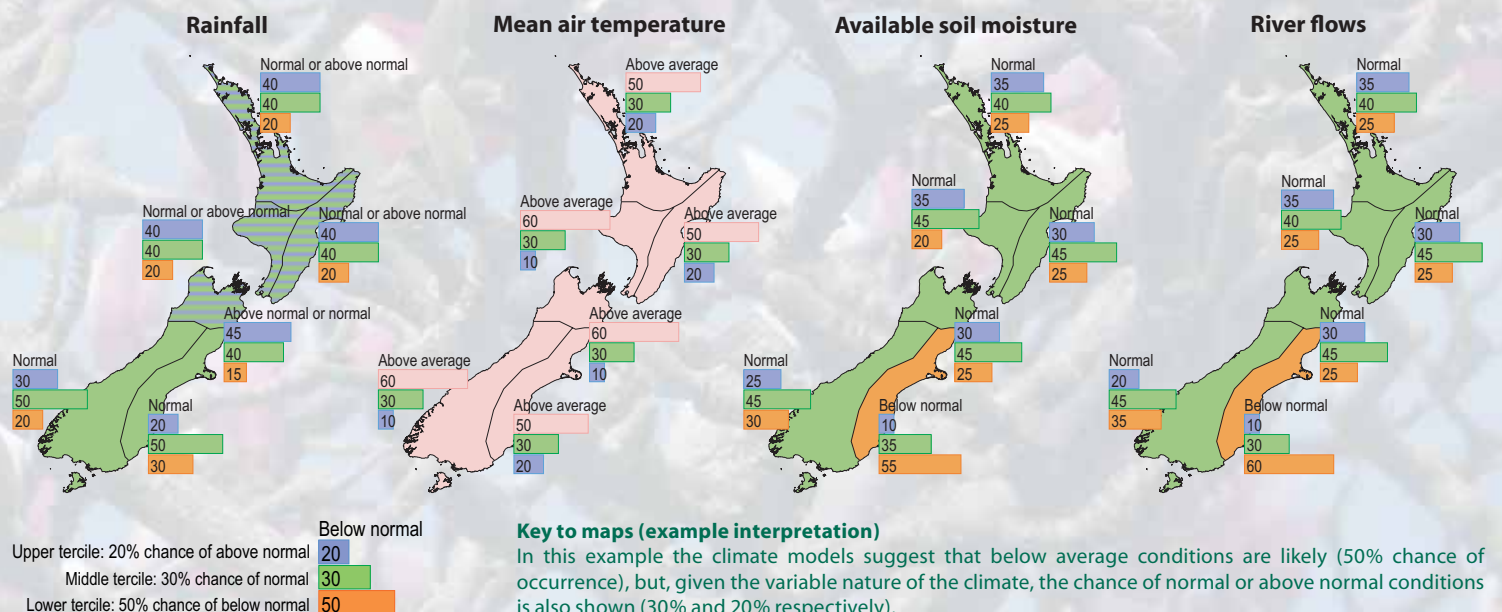 Rainfall
Normal or above normal
40
40
20
Normal or above normal
40
40
20
Normal or above normal
40
40
20
Above normal or normal
45
40
15
Normal
30
50
20
Normal
20
50
30
Mean air temperature
Above average
50
30
20
Above average
60
30
10
Above average
50
30
20
Above average
60
30
10
Above average
60
30
10
Above average
50
30
20
Available soil moisture
Normal
35
40
25
Normal
35
45
20
Normal
30
45
25
Normal
30
45
25
Normal
25
45
30
Below normal
10
35
55
River flows
Normal
35
40
25
Normal
35
40
25
Normal
30
45
25
Normal
30
45
25
Normal
20
45
35
Below normal
10
30
60
Below normal
Upper tercile: 20% chance of above normal 20
Middle tercile: 30% chance of normal 30
Lower tercile: 50% chance of below normal 50
Key to maps (example interpretation)
In this example the climate models suggest that below average conditions are likely (50% chance of
occurrence), but, given the variable nature of the climate, the chance of normal or above normal conditions
is also shown (30% and 20% respectively).